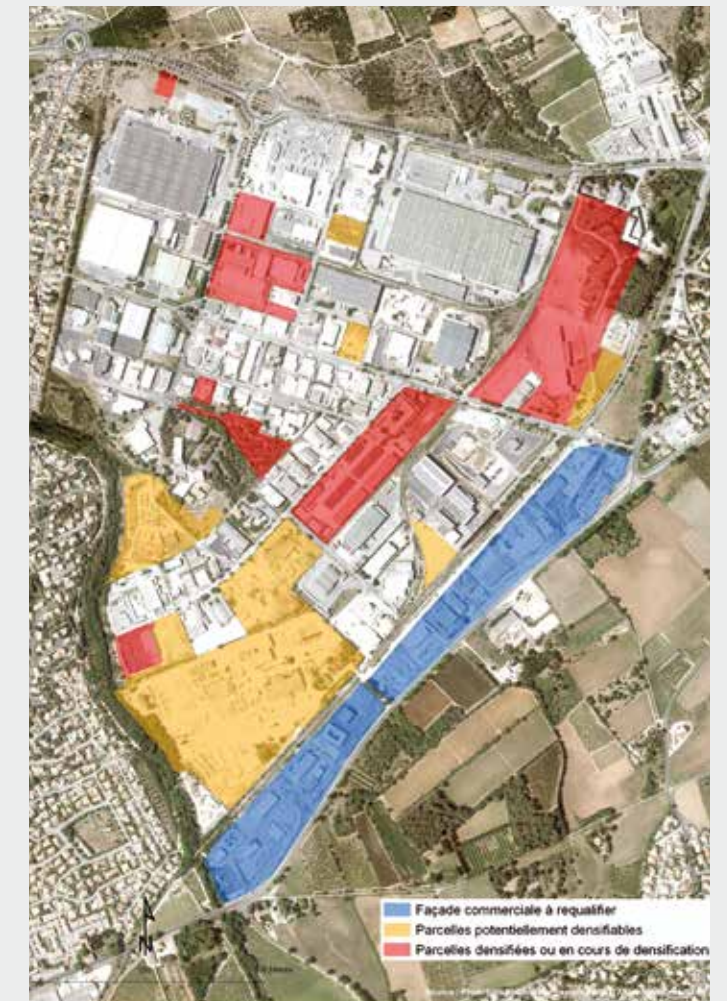 N
Façade commerciale à requalifier
Parcelles potentiellement densifiables
Parcelles densifiées ou en cours de densification